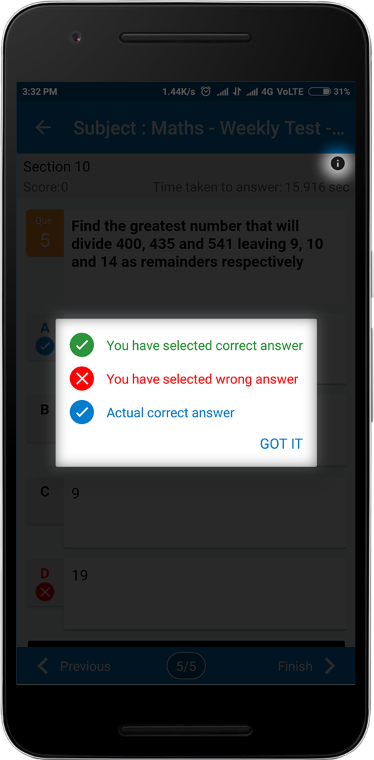 3:32 PM 1.44K/s 4G VoLTE 31%
Subject : Maths - Weekly Test -...
Section 10
Score:0 Time taken to answer: 15.916 sec
Que
5
Find the greatest number that will
divide 400, 435 and 541 leaving 9, 10
and 14 as remainders respectively
A
You have selected correct answer
You have selected wrong answer
B
Actual correct answer
GOT IT
C 9
D 19
Previous 5/5 Finish